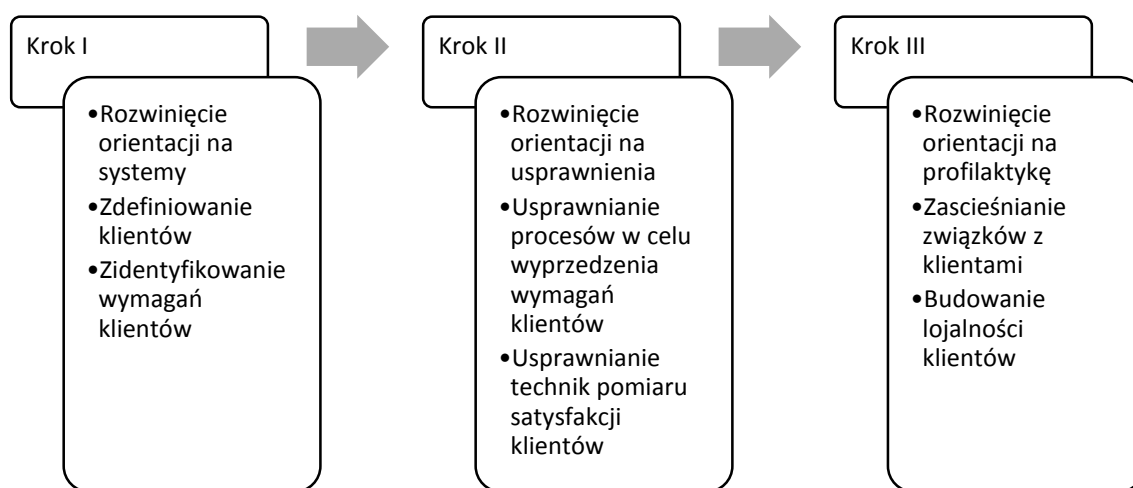 Krok I
•Rozwinięcie
orientacji na
systemy
•Zdefiniowanie
klientów
•Zidentyfikowanie
wymagań
klientów
Krok II
•Rozwinięcie
orientacji na
usprawnienia
•Usprawnianie
procesów w celu
wyprzedzenia
wymagań
klientów
•Usprawnianie
technik pomiaru
satysfakcji
klientów
Krok III
•Rozwinięcie
orientacji na
profilaktykę
•Zascieśnianie
związków z
klientami
•Budowanie
lojalności
klientów